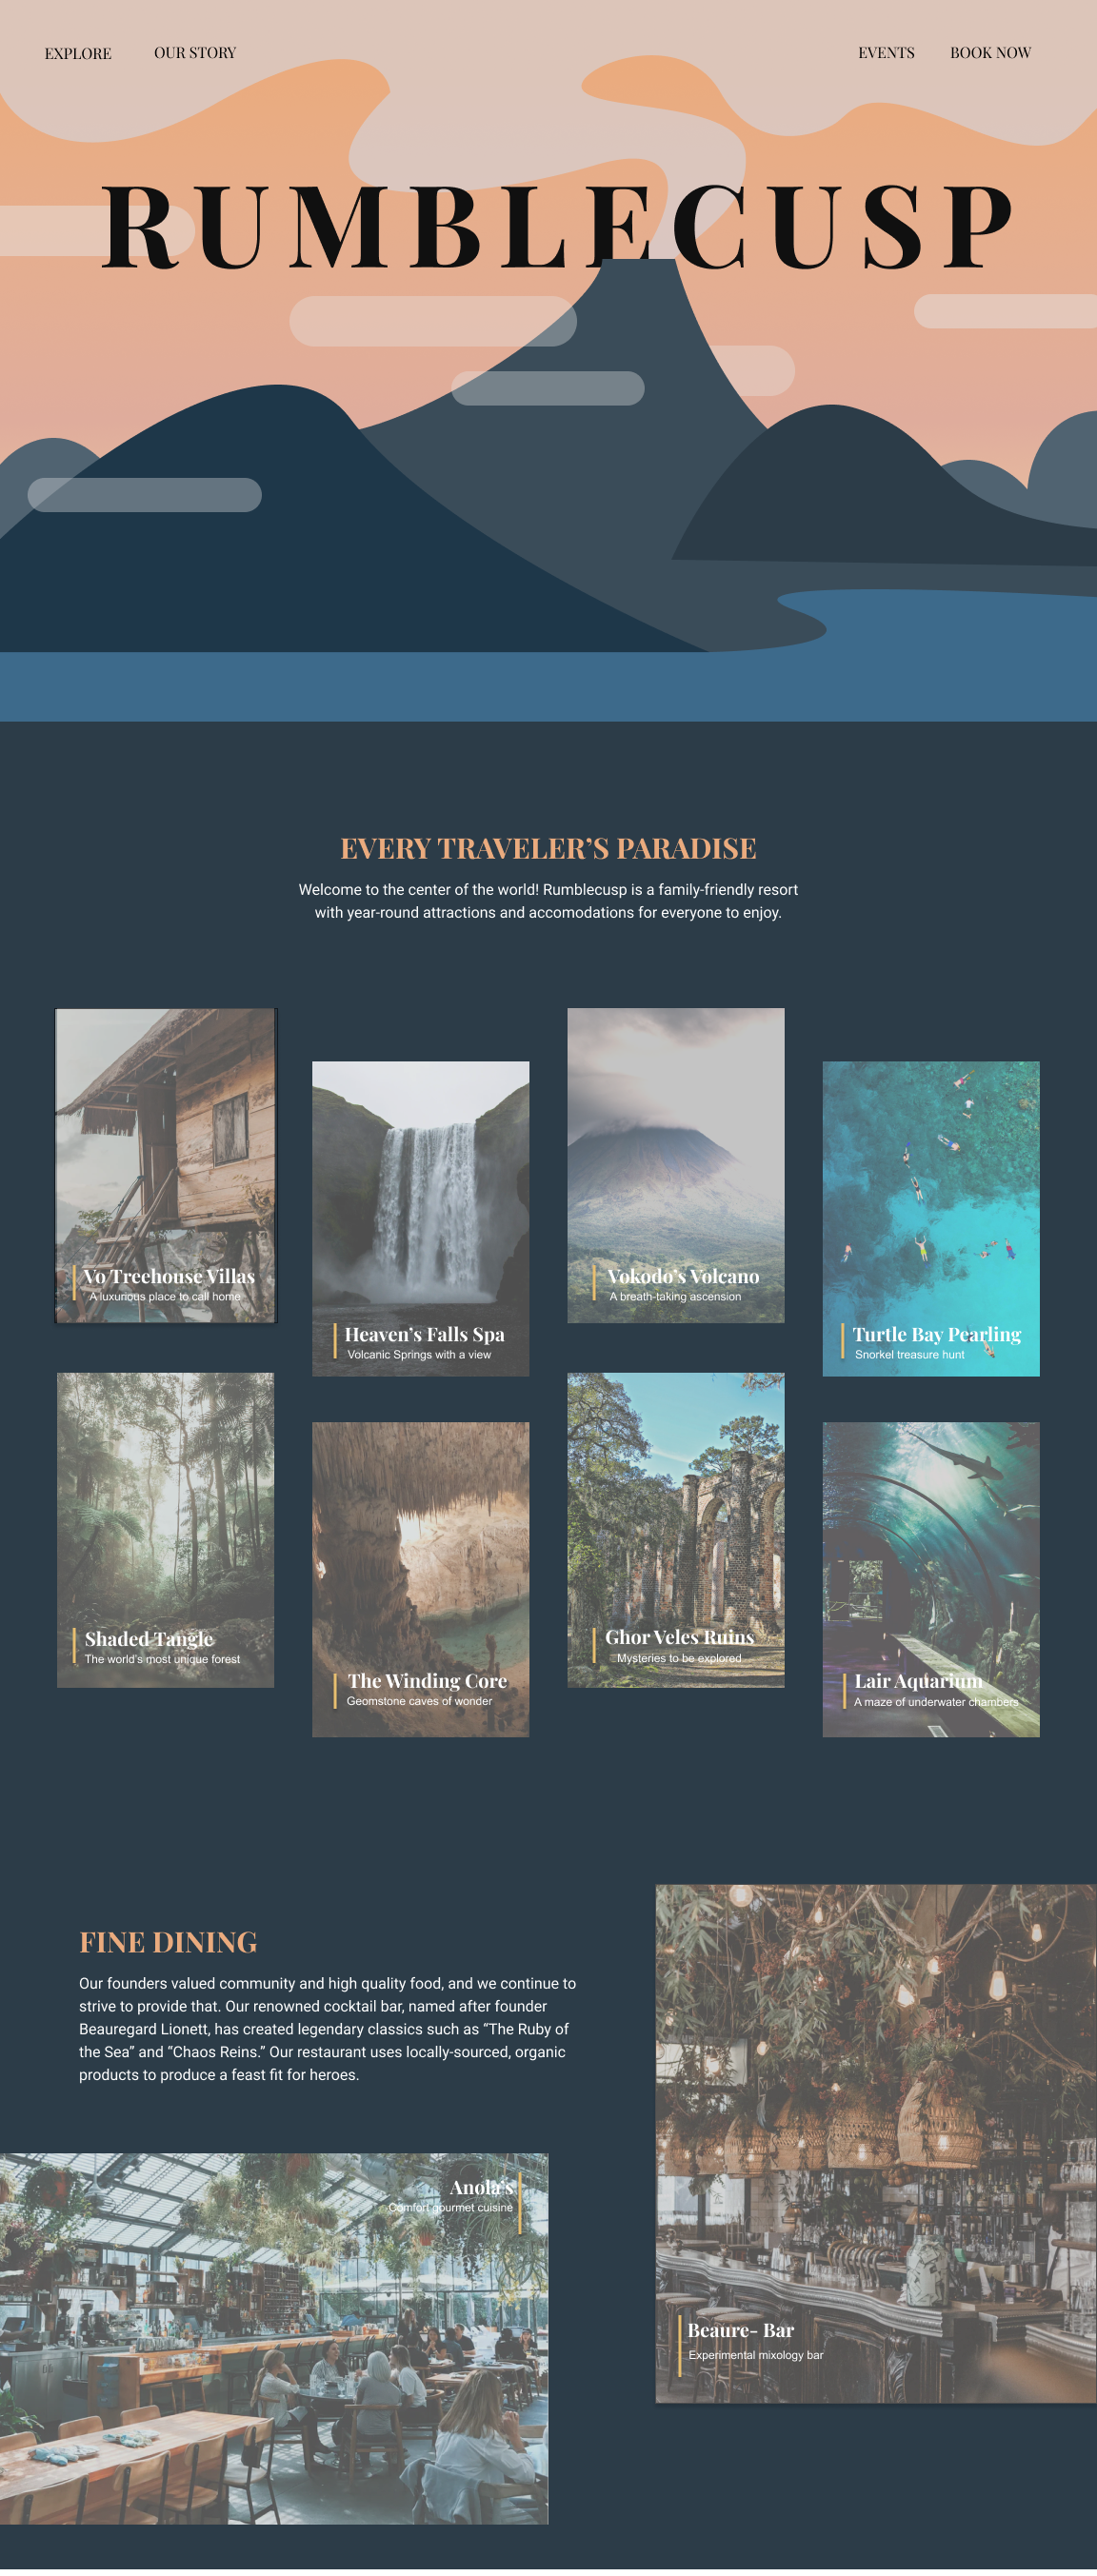 EXPLORE
OUR STORY
EVENTS
BOOK NOW
RUMBLECUSP
EVERY TRAVELER’S PARADISE
Welcome to the center of the world! Rumblecusp is a family-friendly resort
with year-round attractions and accomodations for everyone to enjoy.
Vo Treehouse Villas
A luxurious place to call home
Heaven’s Falls Spa
Volcanic Springs with a view
Vokodo’s Volcano
A breath-taking ascension
Turtle Bay Pearling
Snorkel treasure hunt
Shaded Tangle
The world’s most unique forest
The Winding Core
Geomstone caves of wonder
Ghor Veles Ruins
Mysteries to be explored
Lair Aquarium
A maze of underwater chambers
FINE DINING
Our founders valued community and high quality food, and we continue to
strive to provide that. Our renowned cocktail bar, named after founder
Beauregard Lionett, has created legendary classics such as “The Ruby of
the Sea” and “Chaos Reins.” Our restaurant uses locally-sourced, organic
products to produce a feast fit for heroes.
Anola’s
Comfort gourmet cuisine
Beaure- Bar
Experimental mixology bar